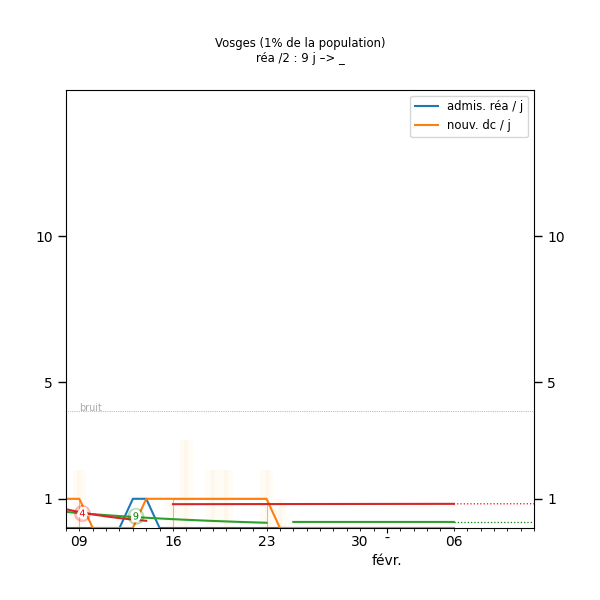 Vosges (1% de la population)
réa /2 : 9 j –> _
admis. réa / j
nouv. dc / j
10 10
5 5
bruit
1 1
4
9
09 16 23 30 - 06
févr.